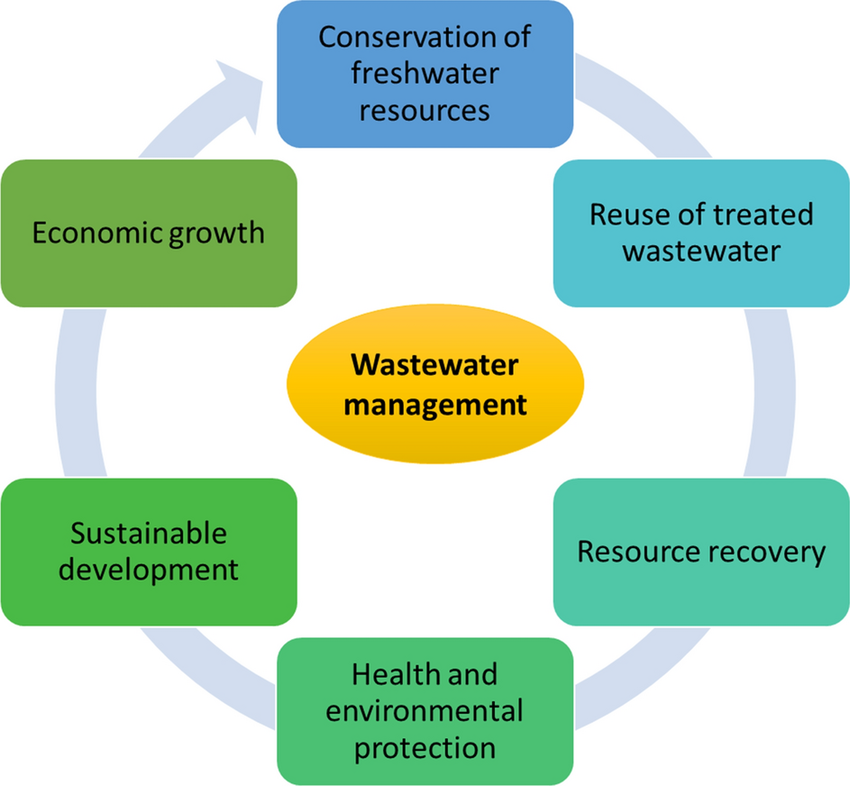 Conservation of
freshwater
resources
Reuse of treated
wastewater
Resource recovery
Health and
environmental
protection
Sustainable
development
Economic growth
Wastewater
management